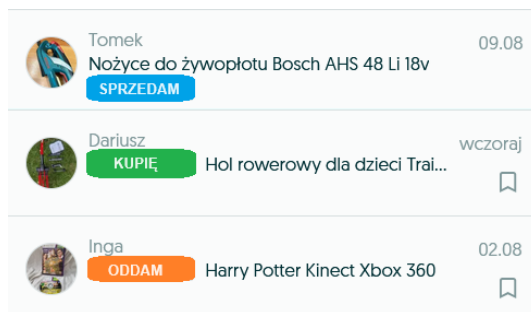 Tomek 09.08
Nożyce do żywopłotu Bosch AHS 48 Li 18v
SPRZEDAM
Dariusz wczoraj
KUPIĘ Hol rowerowy dla dzieci Trai...
Inga 02.08
ODDAM Harry Potter Kinect Xbox 360